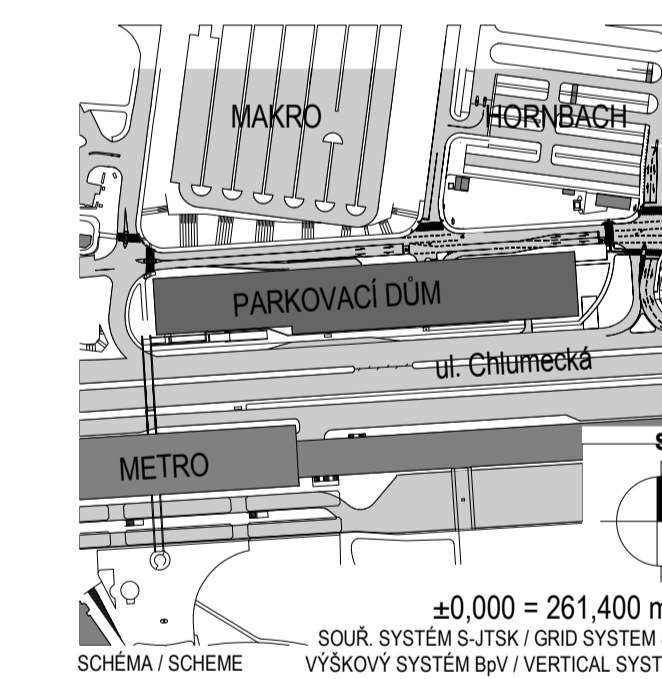 MAKRO
HORNBACH
PARKOVACÍ DŮM
ul. Chlumecká
METRO
±0,000 = 261,400 m
SOUŘ. SYSTÉM S-JTSK / GRID SYSTEM
SCHÉMA / SCHEME
VÝŠKOVÝ SYSTÉM BpV / VERTICAL SYST